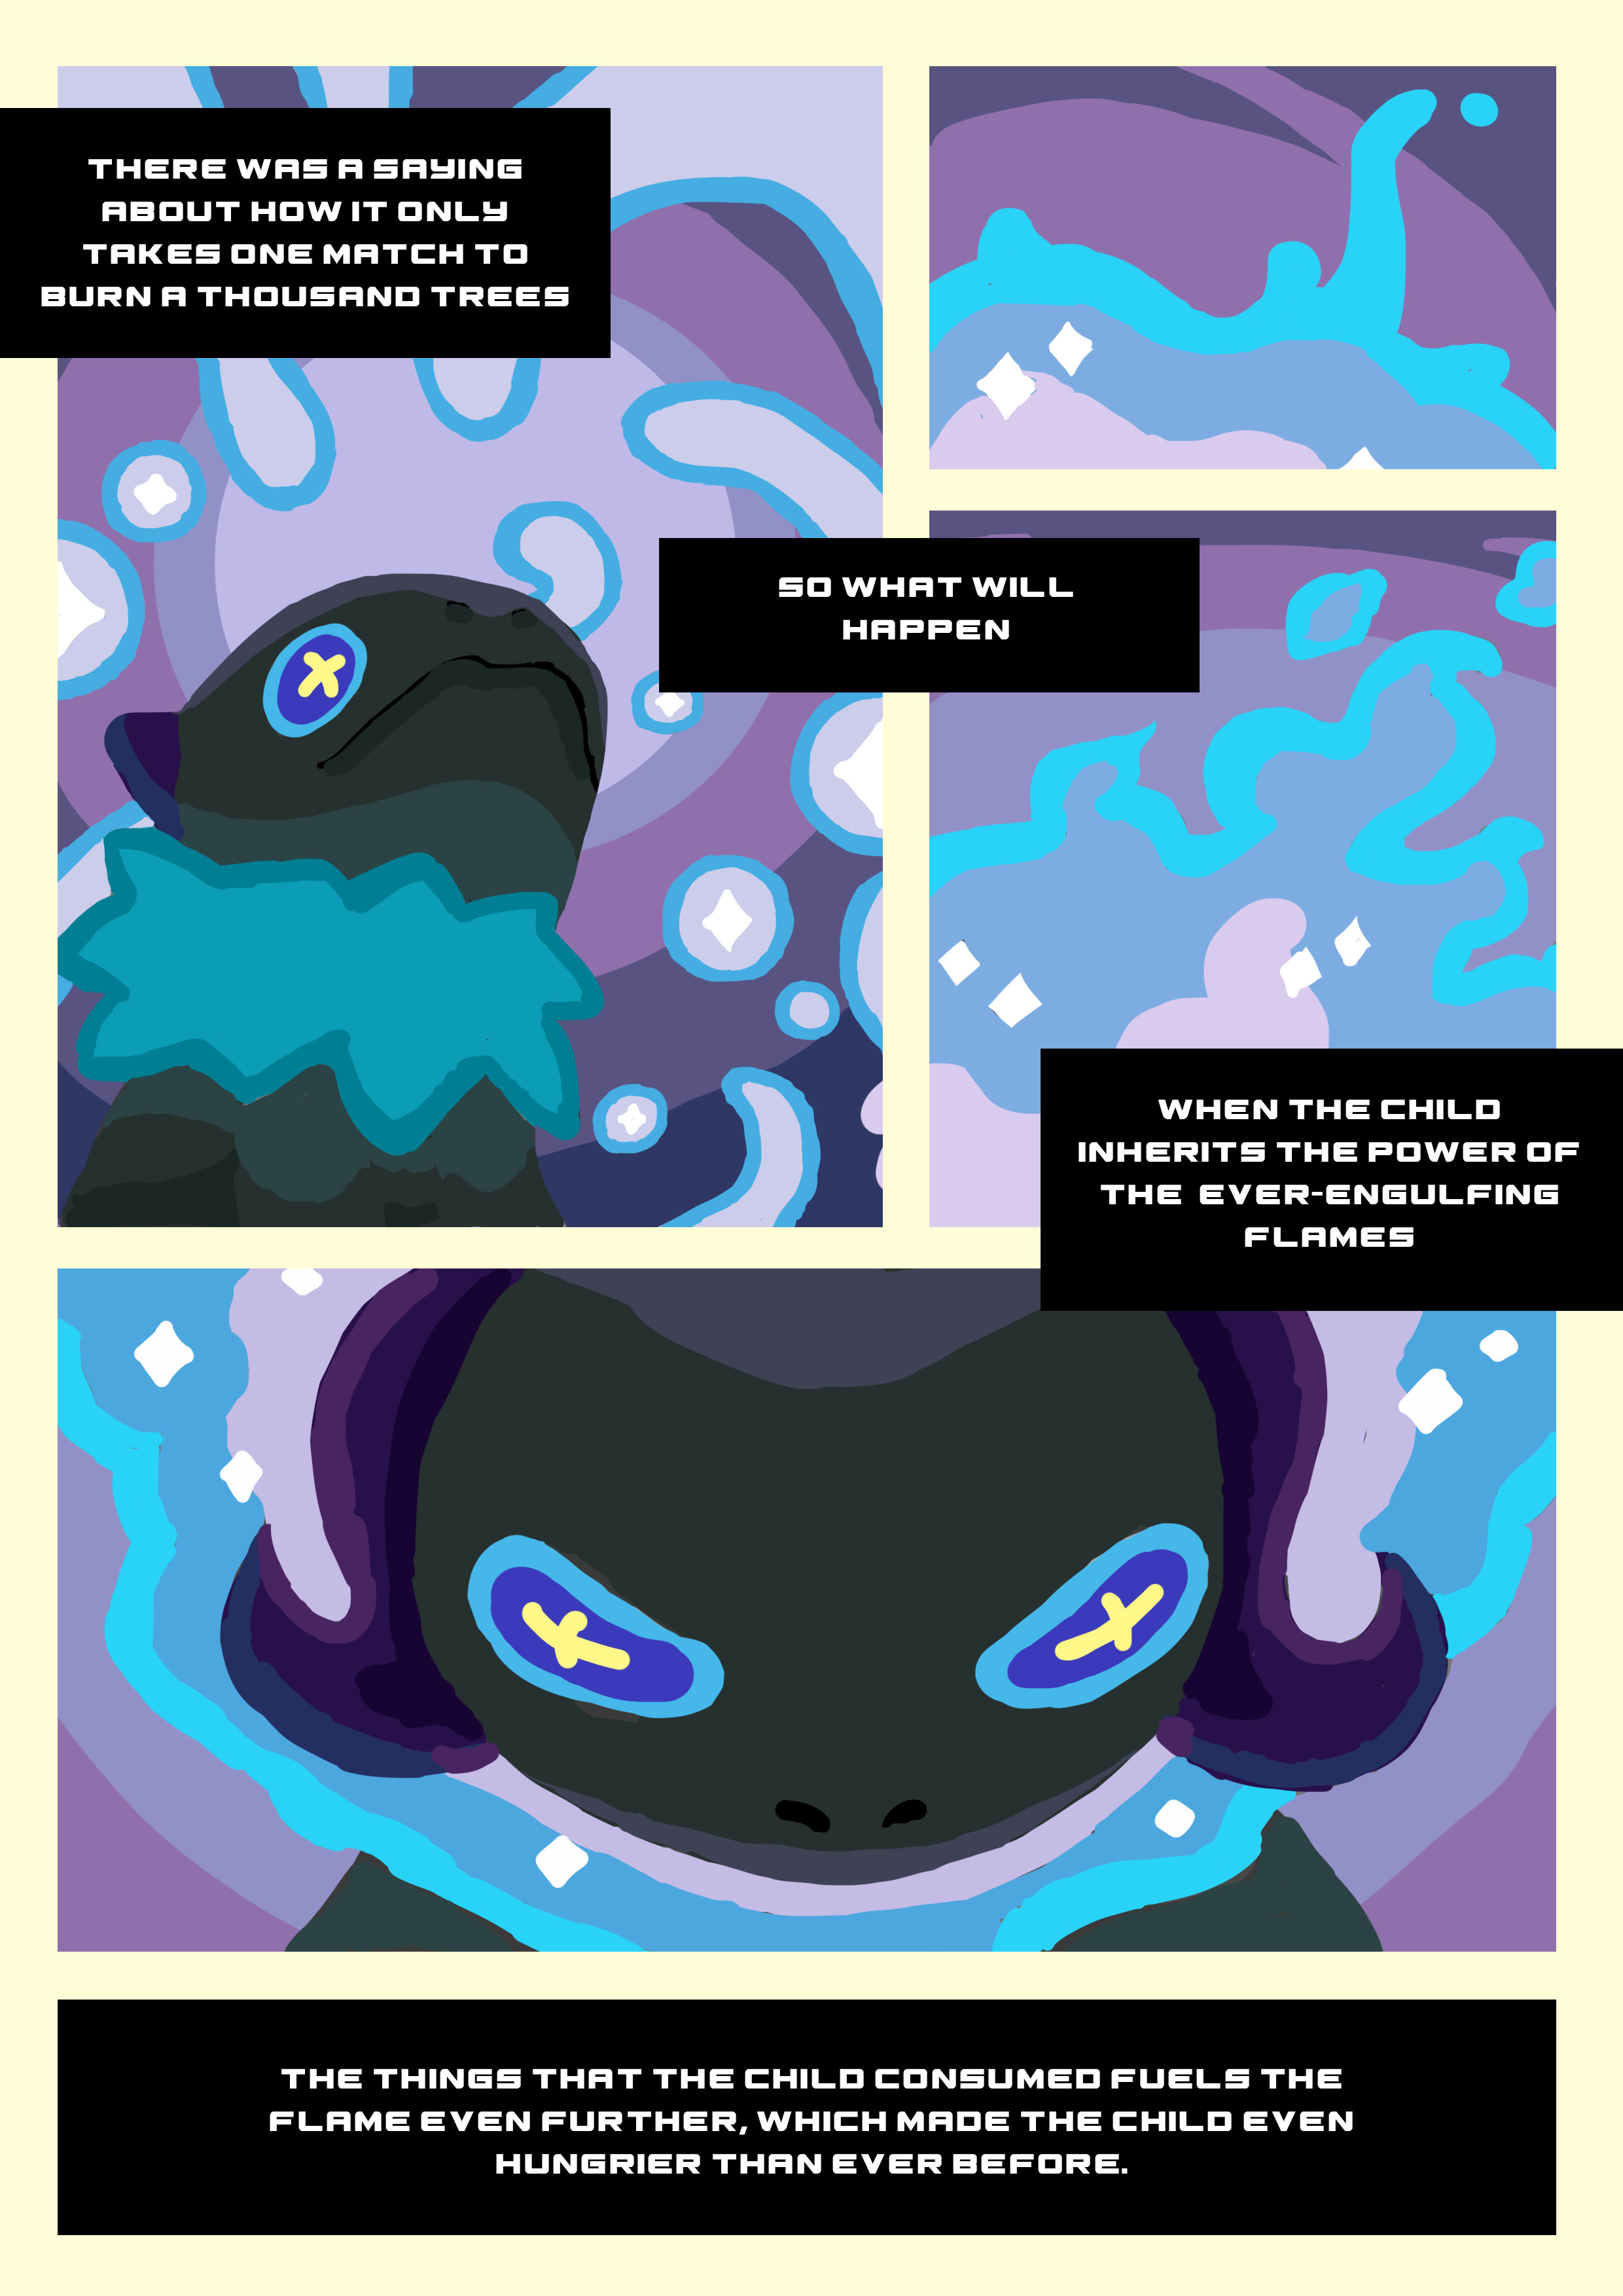 THERE WAS A SAYING
ABOUT HOW IT ONLY
TAKES ONE MATCH TO
BURN A THOUSAND TREES
SO WHAT WILL
HAPPEN
WHEN THE CHILD
INHERITS THE POWER OF
THE EVER-ENGULFING
FLAMES
THE THINGS THAT THE CHILD CONSUMED FUELS THE
FLAME EVEN FURTHER, WHICH MADE THE CHILD EVEN
HUNGRIER THAN EVER BEFORE.